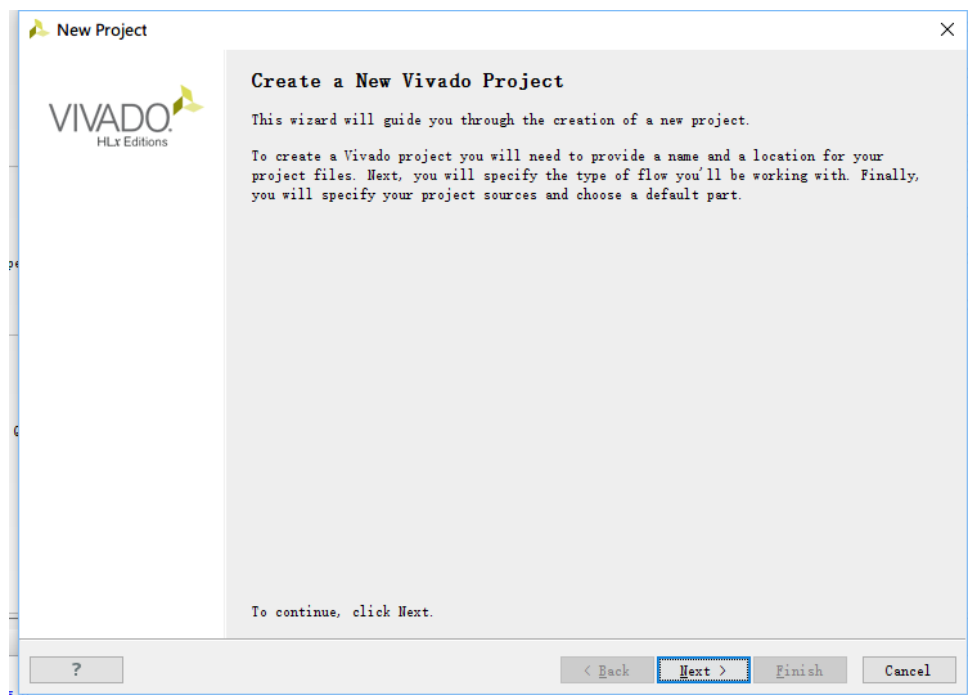 New Project
VIVADO.
HLx Editions
Create a New Vivado Project
This wizard will guide you through the creation of a new project.
To create a Vivado project you will need to provide a name and a location for your
project files. Next, you will specify the type of flow you'll be working with. Finally,
you will specify your project sources and choose a default part.
To continue, click Next.
?
< Back
Next >
Finish
Cancel